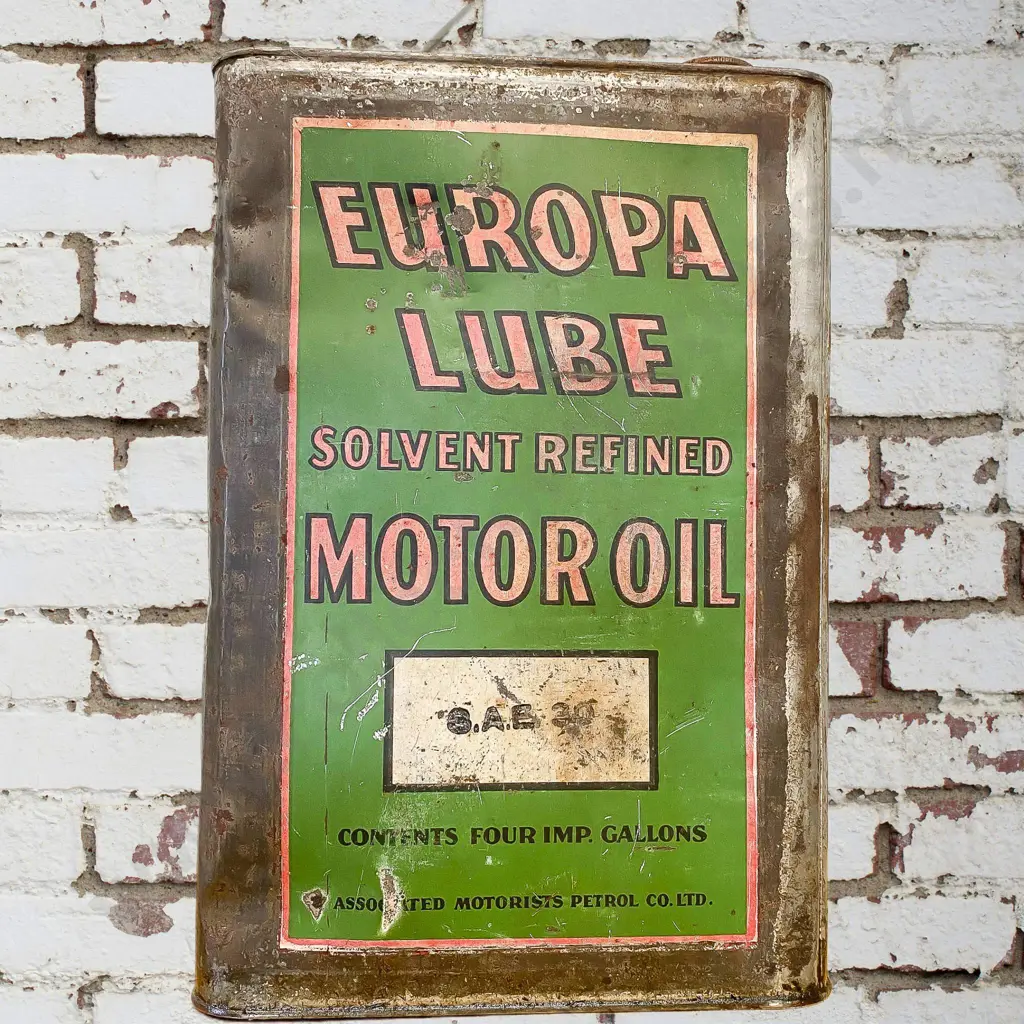 EUROPA
LUBE
SOLVENT REFINED
MOTOR OIL
S.A.E. 30
CONTENTS FOUR IMP. GALLONS
ASSOCIATED MOTORISTS PETROL CO. LTD.